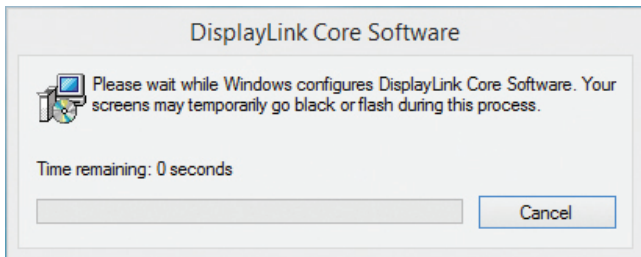 DisplayLink Core Software
Please wait while Windows configures DisplayLink Core Software. Your
screens may temporarily go black or flash during this process.
Time remaining: 0 seconds
Cancel